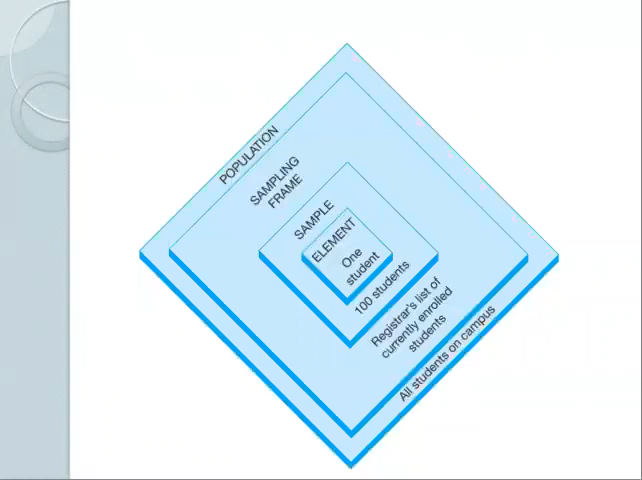 POPULATION
SAMPLING
FRAME
SAMPLE
ELEMENT
One
student
100 students
Registrar's list of
currently enrolled
students
All students on campus